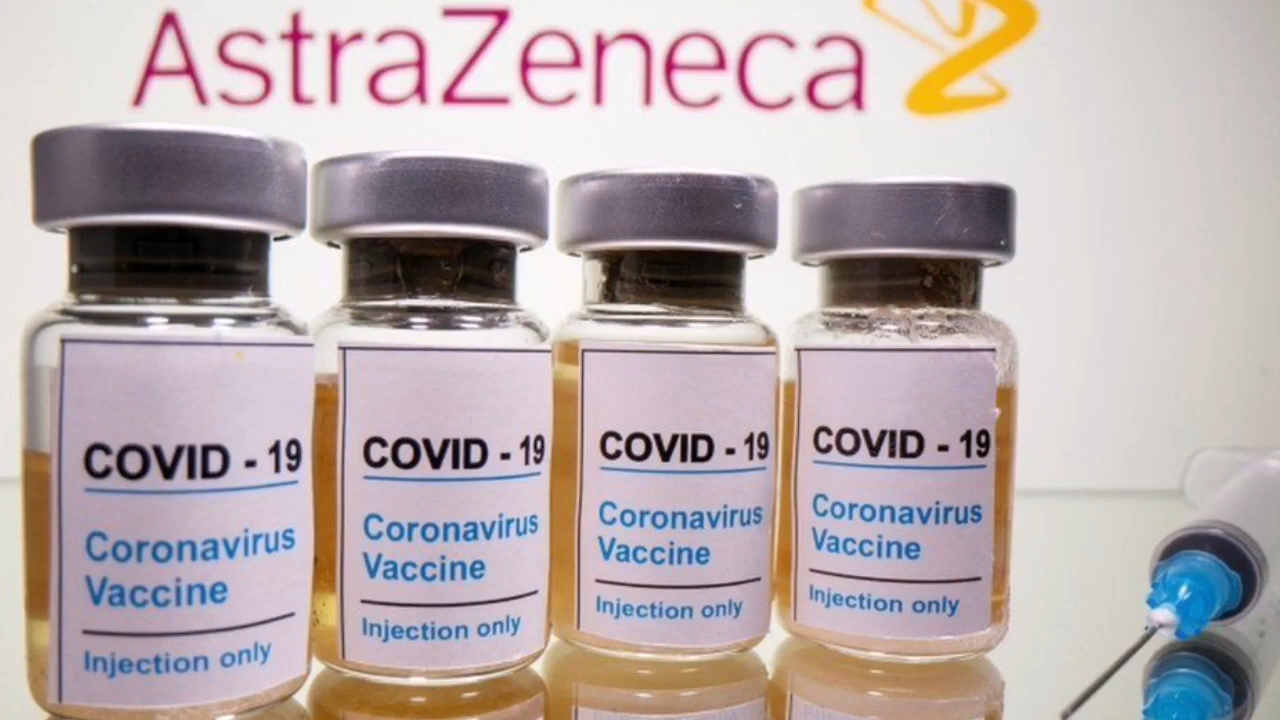 AstraZeneca
COVID - 19
Coronavirus
Vaccine
Injection only
COVID - 19
Coronavirus
Vaccine
Injection only
COVID - 19
Coronavirus
Vaccine
Injection only
COVID - 19
Coronavirus
Vaccine
Injection only